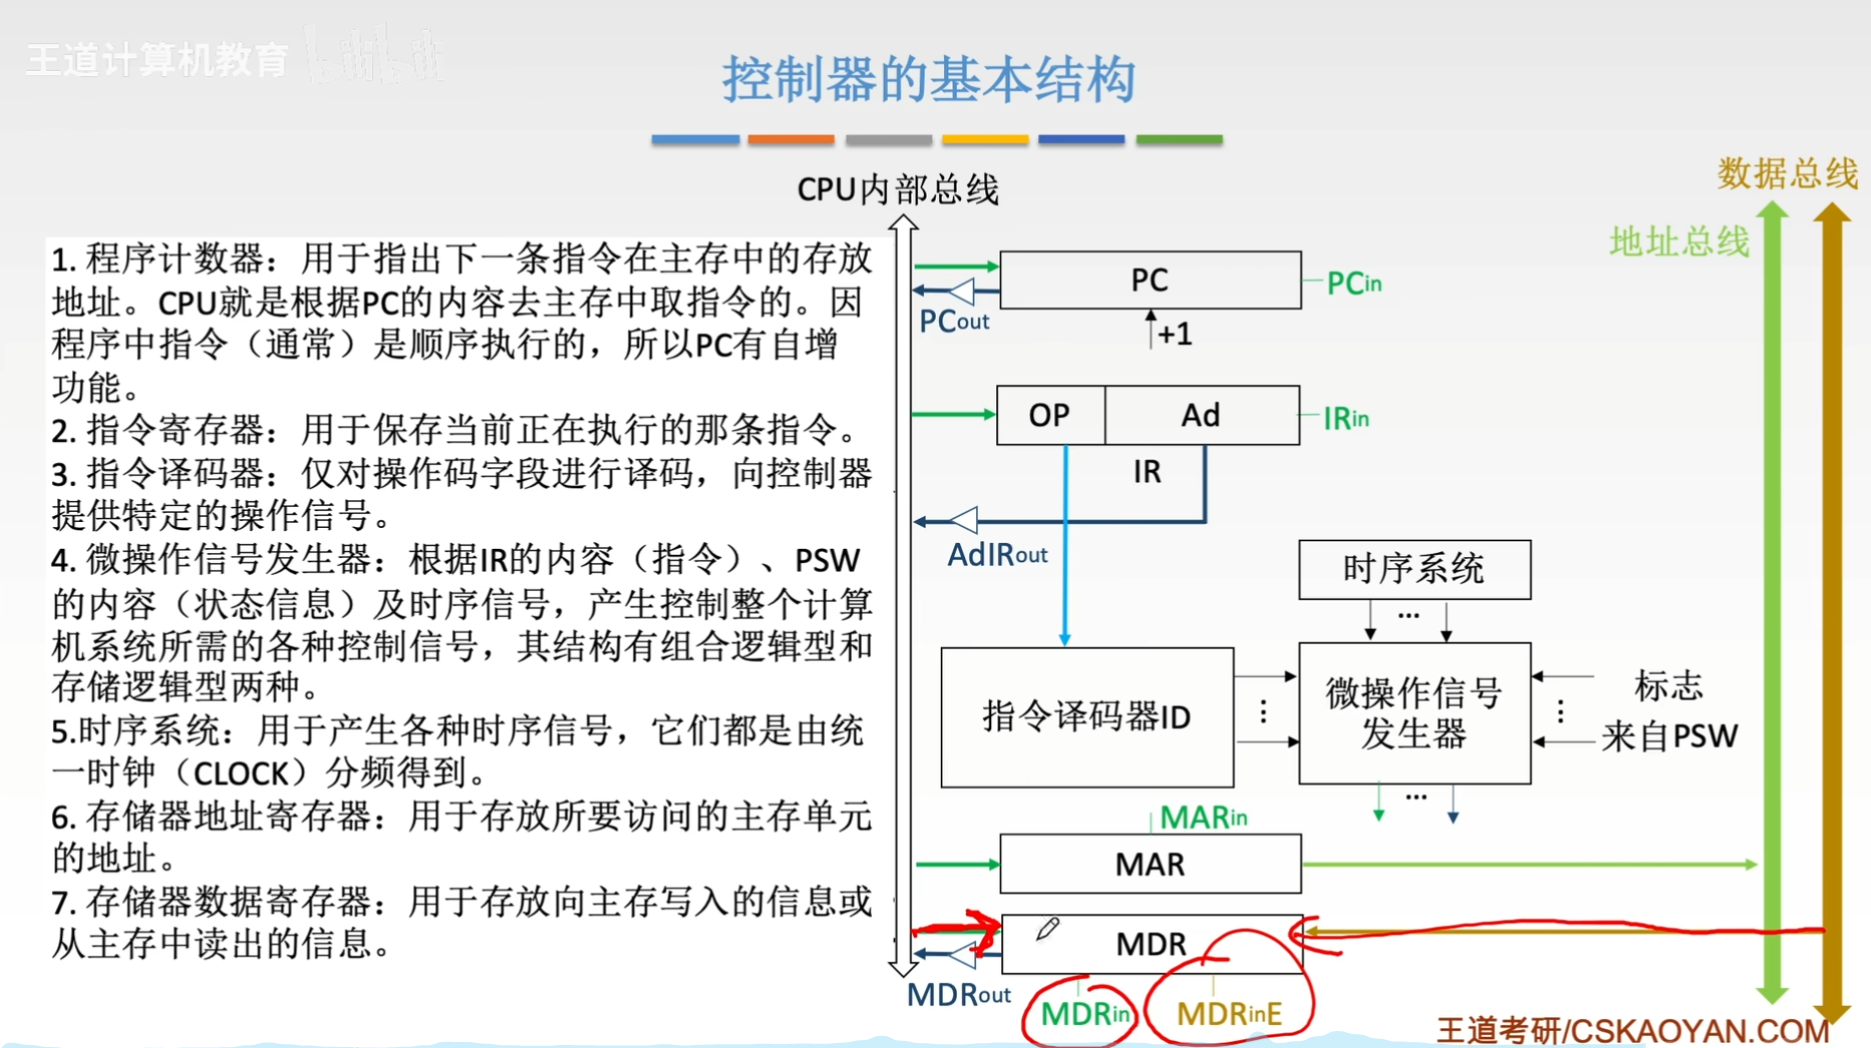 王道计算机教育 bilibili
控制器的基本结构
CPU内部总线
数据总线
地址总线
1. 程序计数器：用于指出下一条指令在主存中的存放
地址。CPU就是根据PC的内容去主存中取指令的。因
程序中指令（通常）是顺序执行的，所以PC有自增
功能。
2. 指令寄存器：用于保存当前正在执行的那条指令。
3. 指令译码器：仅对操作码字段进行译码，向控制器
提供特定的操作信号。
4. 微操作信号发生器：根据IR的内容（指令）、PSW
的内容（状态信息）及时序信号，产生控制整个计算
机系统所需的各种控制信号，其结构有组合逻辑型和
存储逻辑型两种。
5.时序系统：用于产生各种时序信号，它们都是由统
一时钟（CLOCK）分频得到。
6. 存储器地址寄存器：用于存放所要访问的主存单元
的地址。
7. 存储器数据寄存器：用于存放向主存写入的信息或
从主存中读出的信息。
PC
PCin
PCout
+1
OP
Ad
IRin
IR
AdIRout
时序系统
...
指令译码器ID
...
微操作信号
发生器
...
标志
来自PSW
...
MARin
MAR
MDR
MDRout
MDRin
MDRinE
王道考研/CSKAOYAN.COM